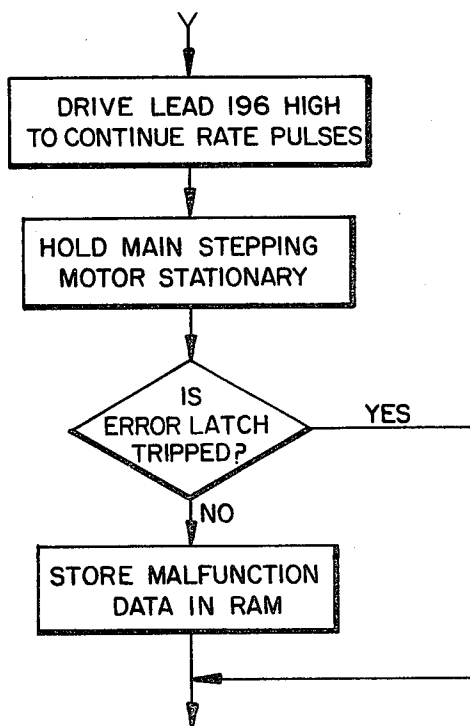 Y
DRIVE LEAD 196 HIGH
TO CONTINUE RATE PULSES
HOLD MAIN STEPPING
MOTOR STATIONARY
IS
ERROR LATCH
TRIPPED?
YES
NO
STORE MALFUNCTION
DATA IN RAM